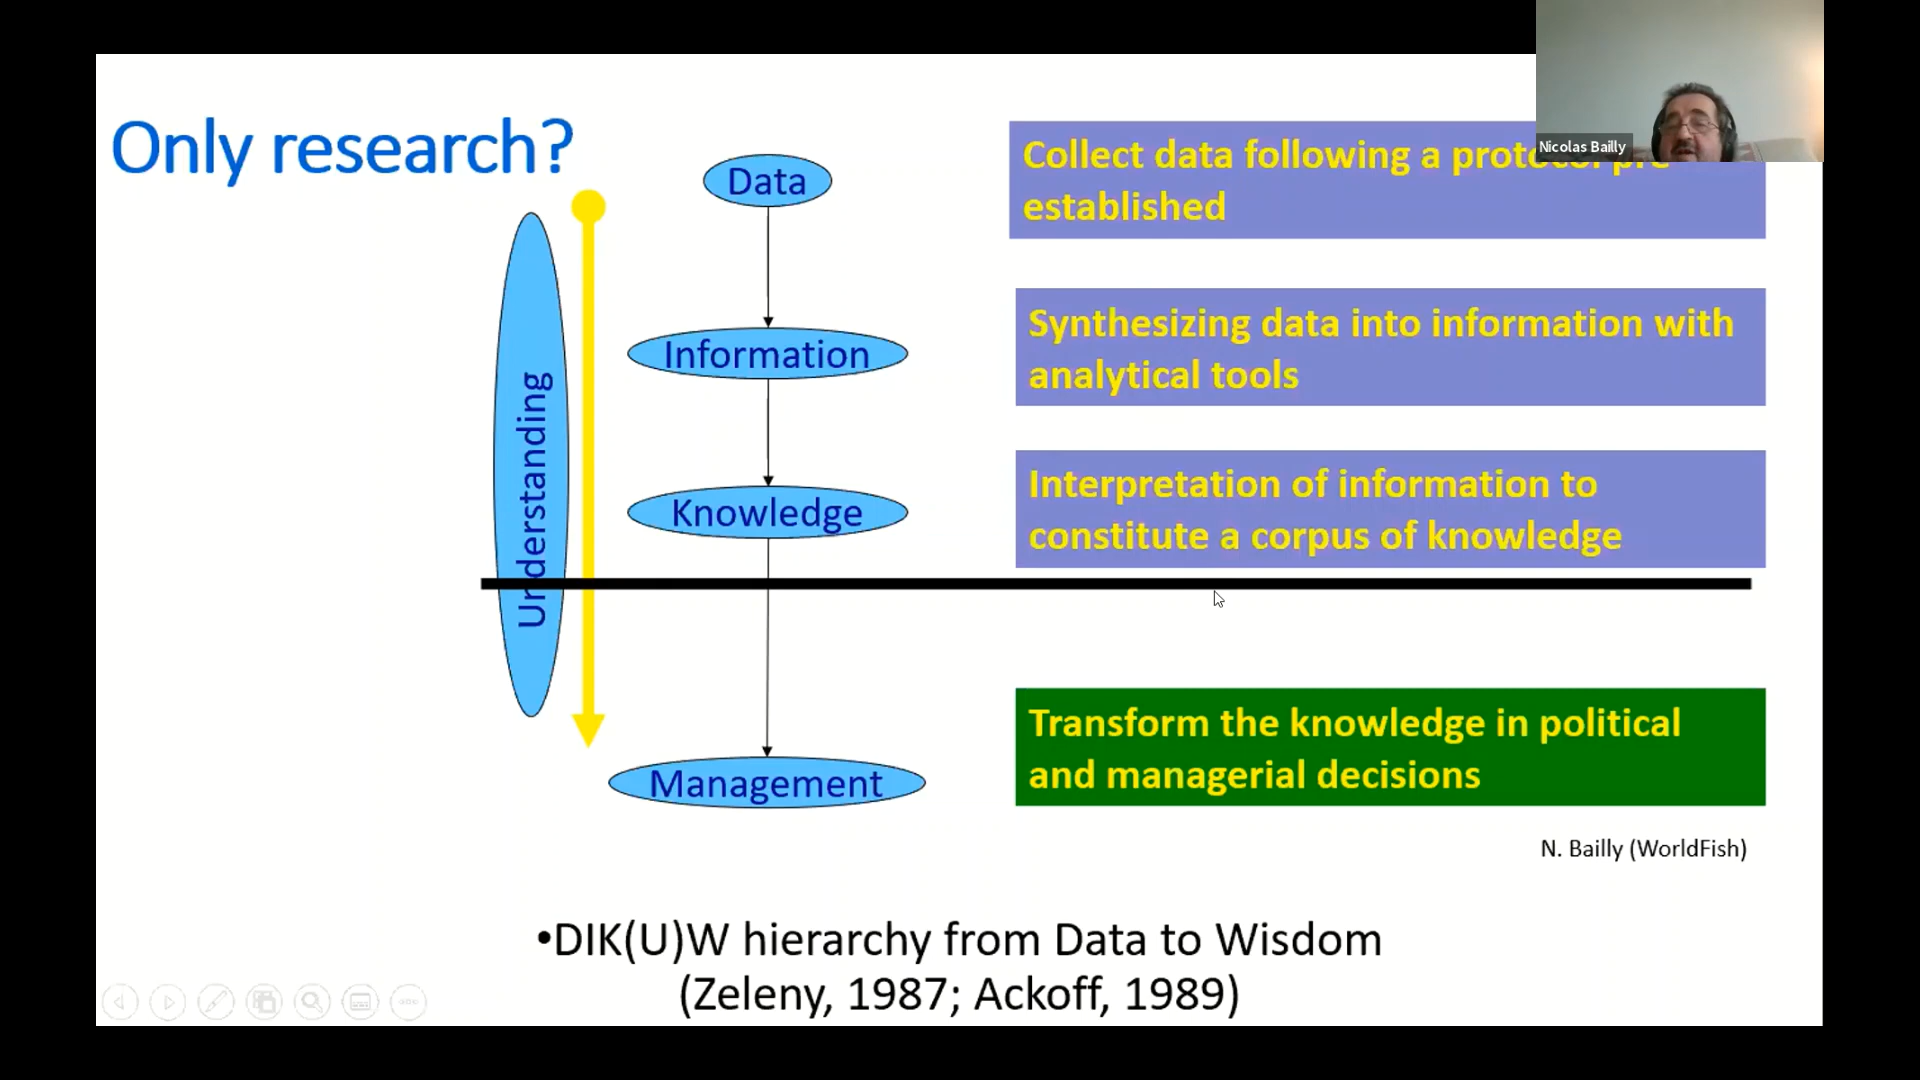 Only research?
Data
Collect data following a protocol pre-
established
Nicolas Bailly
Information
Synthesizing data into information with
analytical tools
Understanding
Knowledge
Interpretation of information to
constitute a corpus of knowledge
Management
Transform the knowledge in political
and managerial decisions
N. Bailly (WorldFish)
•DIK(U)W hierarchy from Data to Wisdom
(Zeleny, 1987; Ackoff, 1989)